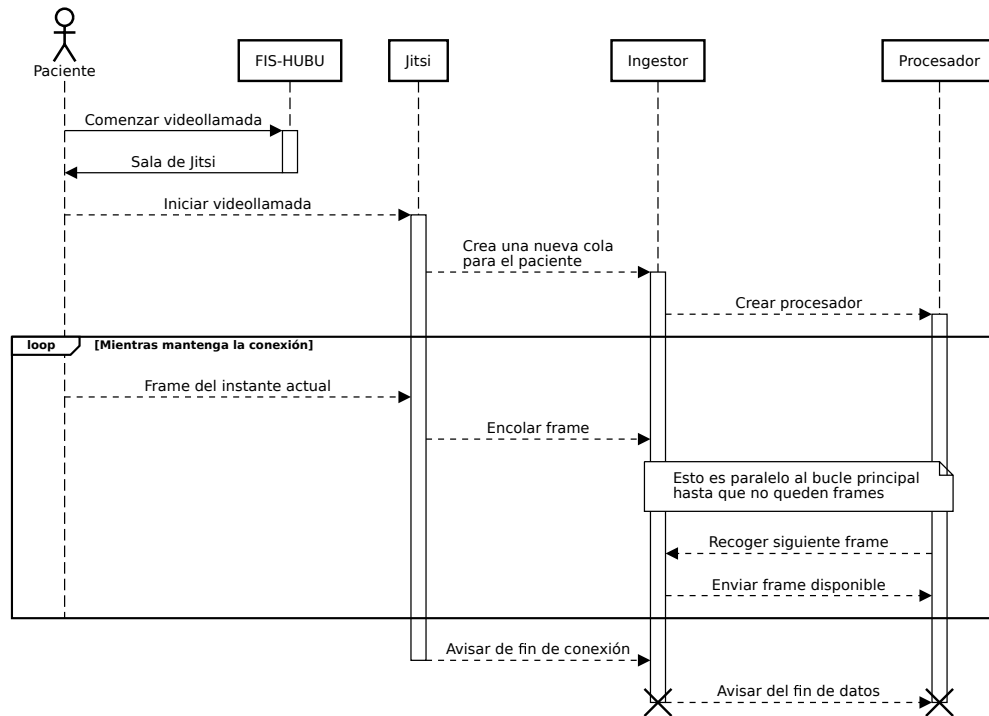 Paciente
FIS-HUBU
Jitsi
Ingestor
Procesador
Comenzar videollamada
Sala de Jitsi
Iniciar videollamada
Crea una nueva cola
para el paciente
Crear procesador
loop
[Mientras mantenga la conexión]
Frame del instante actual
Encolar frame
Esto es paralelo al bucle principal
hasta que no queden frames
Recoger siguiente frame
Enviar frame disponible
Avisar de fin de conexión
Avisar del fin de datos